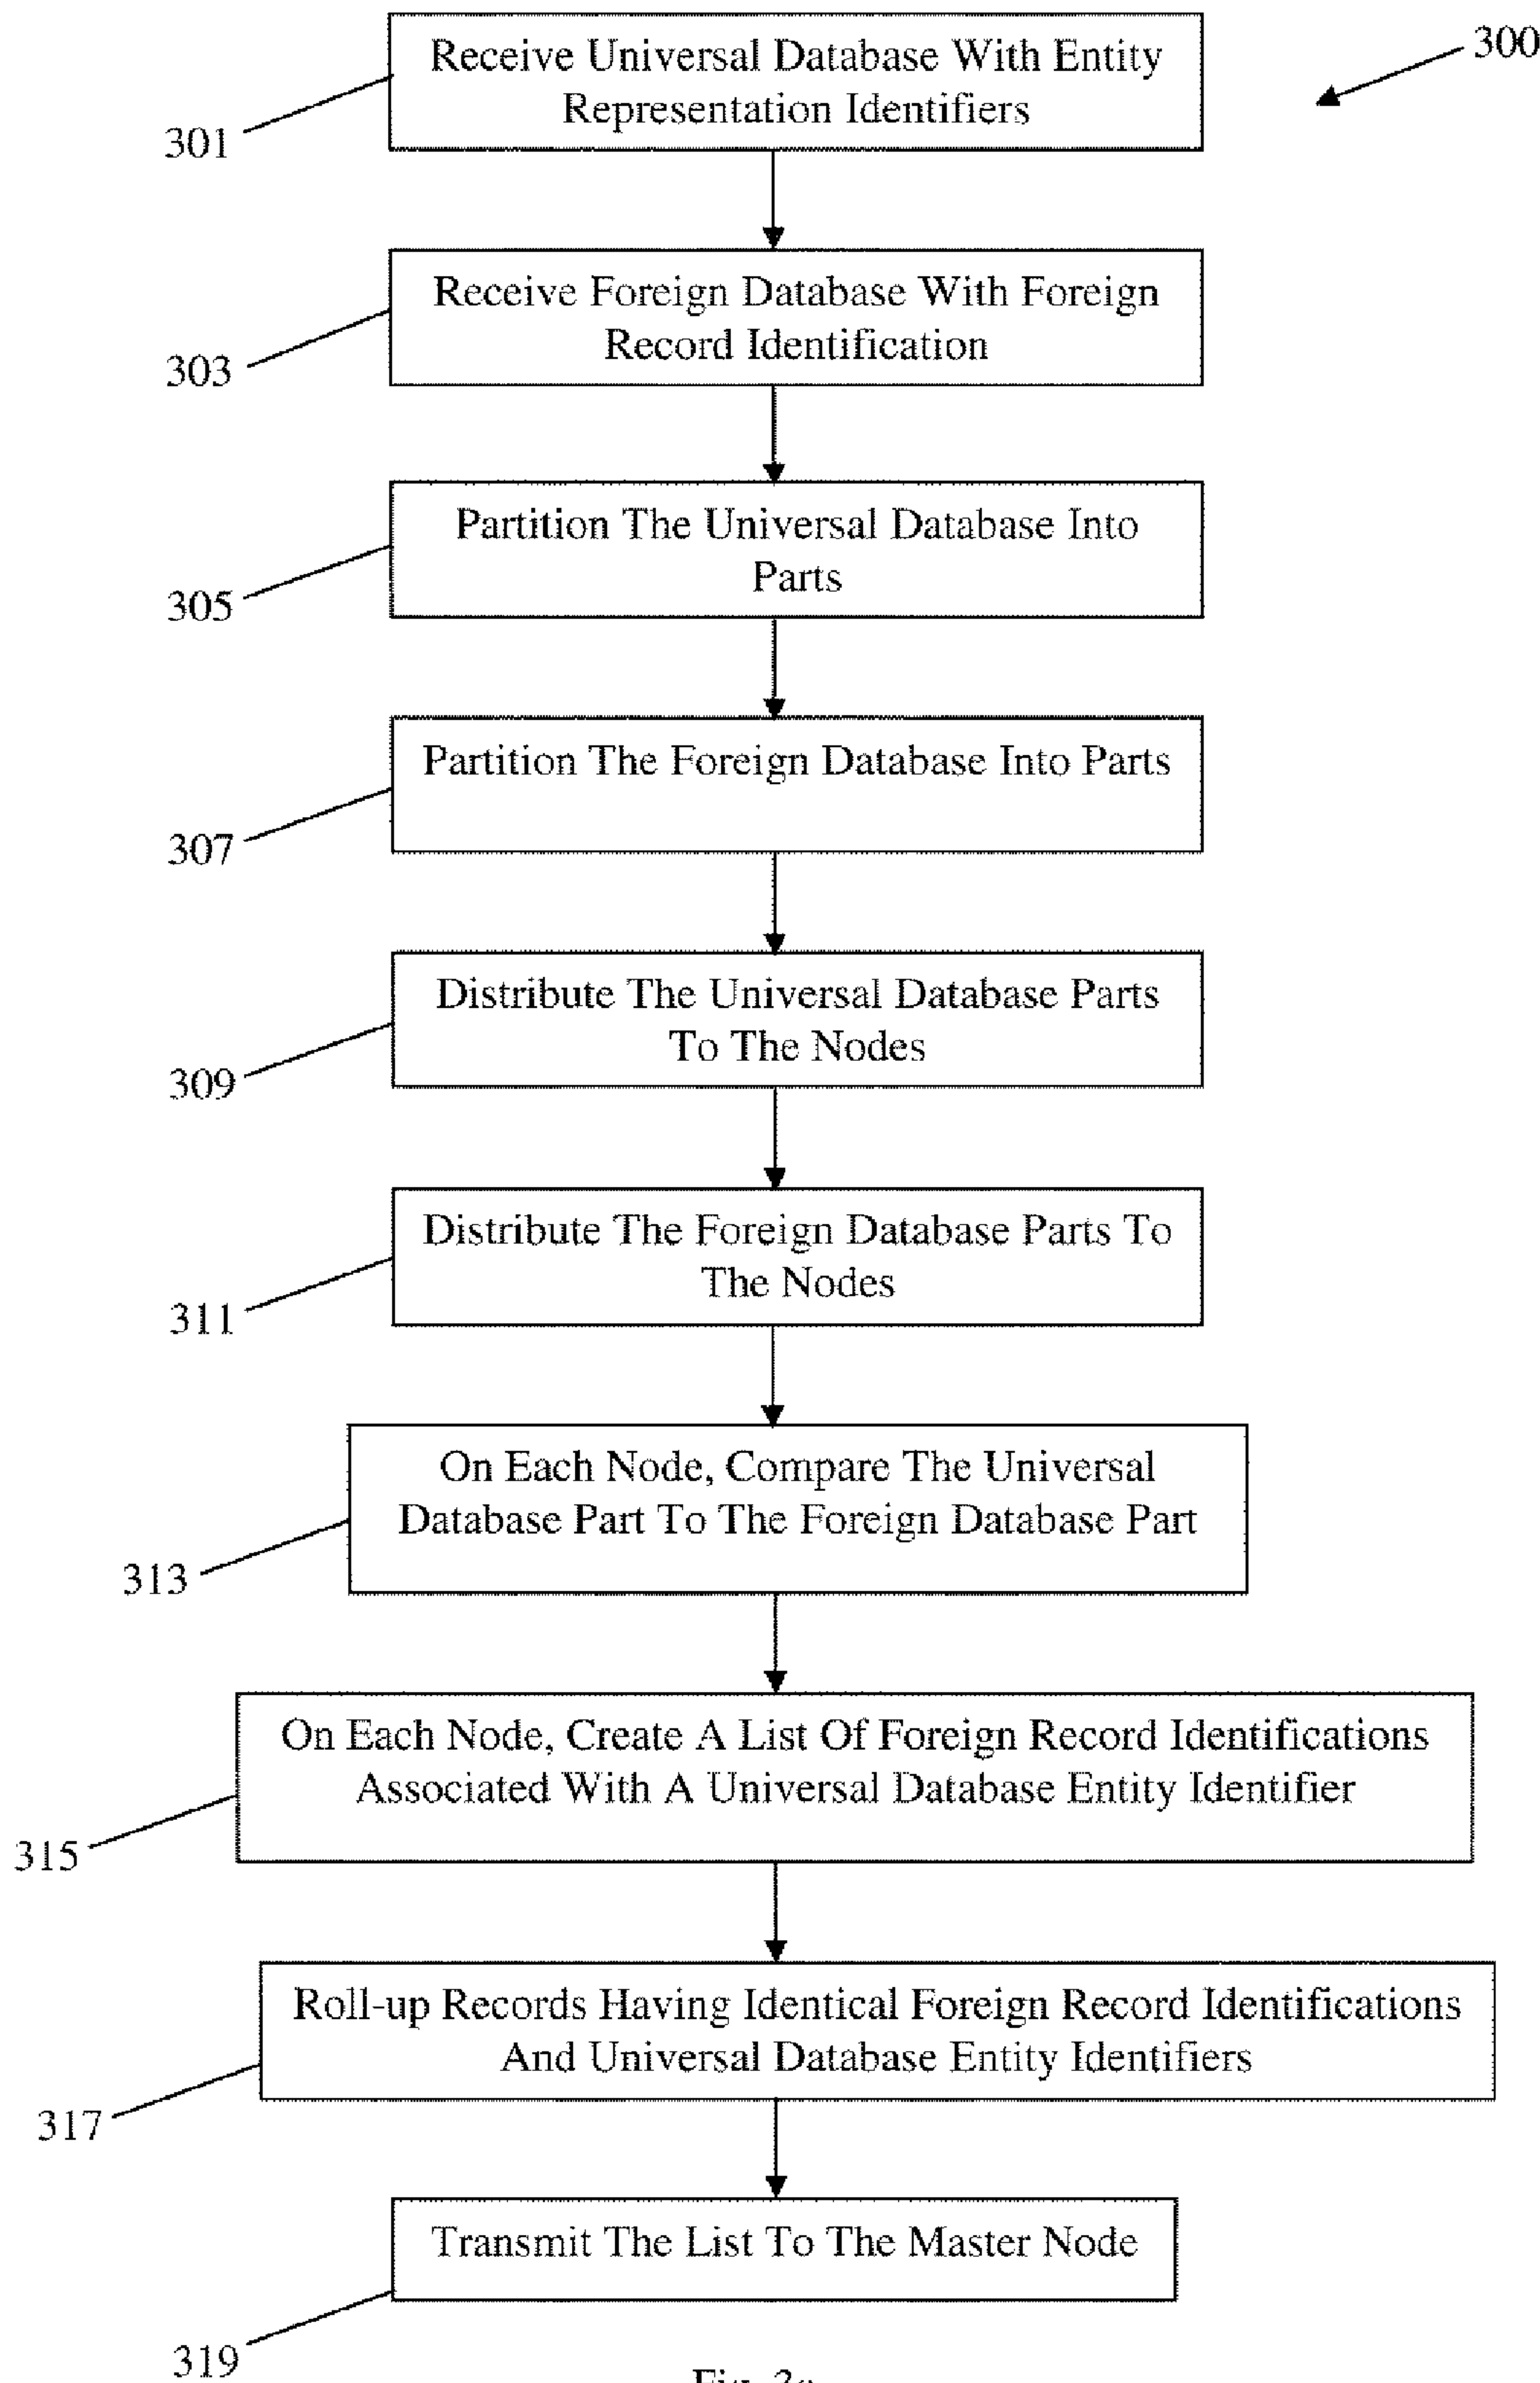 Receive Universal Database With Entity
Representation Identifiers
300
301
Receive Foreign Database With Foreign
Record Identification
303
Partition The Universal Database Into
Parts
305
Partition The Foreign Database Into Parts
307
Distribute The Universal Database Parts
To The Nodes
309
Distribute The Foreign Database Parts To
The Nodes
311
On Each Node, Compare The Universal
Database Part To The Foreign Database Part
313
On Each Node, Create A List Of Foreign Record Identifications
Associated With A Universal Database Entity Identifier
315
Roll-up Records Having Identical Foreign Record Identifications
And Universal Database Entity Identifiers
317
Transmit The List To The Master Node
319
Fig.